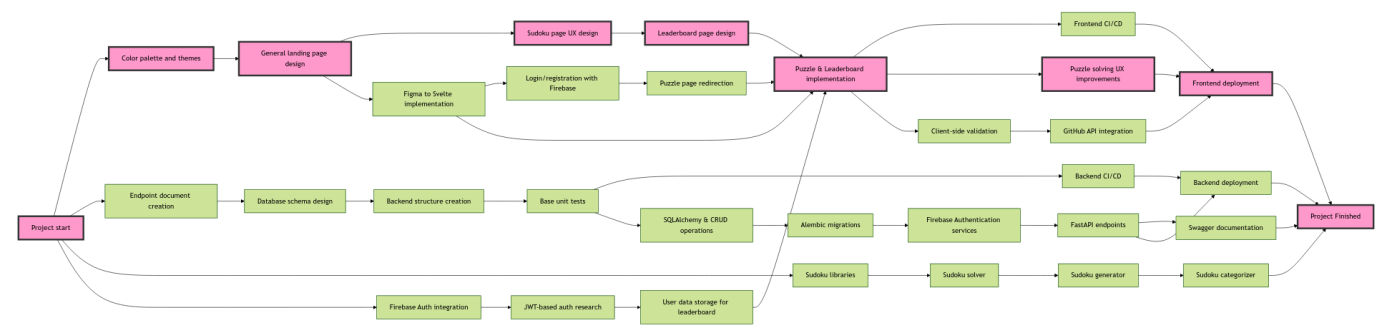 Frontend CI/CD
Sudoku page UX design
Leaderboard page design
Color palette and themes
General landing page
design
Puzzle & Leaderboard
implementation
Puzzle solving UX
improvements
Frontend deployment
Login/registration with
Firebase
Puzzle page redirection
Figma to Svelte
implementation
Client-side validation
GitHub API integration
Backend CI/CD
Backend deployment
Endpoint document
creation
Database schema design
Backend structure creation
Base unit tests
Project start
SQLAlchemy & CRUD
operations
Alembic migrations
Firebase Authentication
services
FastAPI endpoints
Swagger documentation
Project Finished
Sudoku libraries
Sudoku solver
Sudoku generator
Sudoku categorizer
Firebase Auth integration
JWT-based auth research
User data storage for
leaderboard